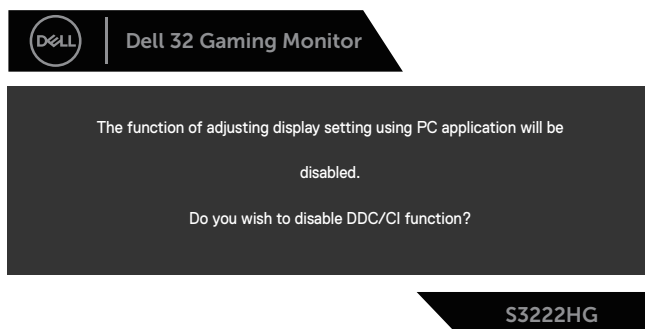 DELL
Dell 32 Gaming Monitor
The function of adjusting display setting using PC application will be
disabled.
Do you wish to disable DDC/CI function?
S3222HG